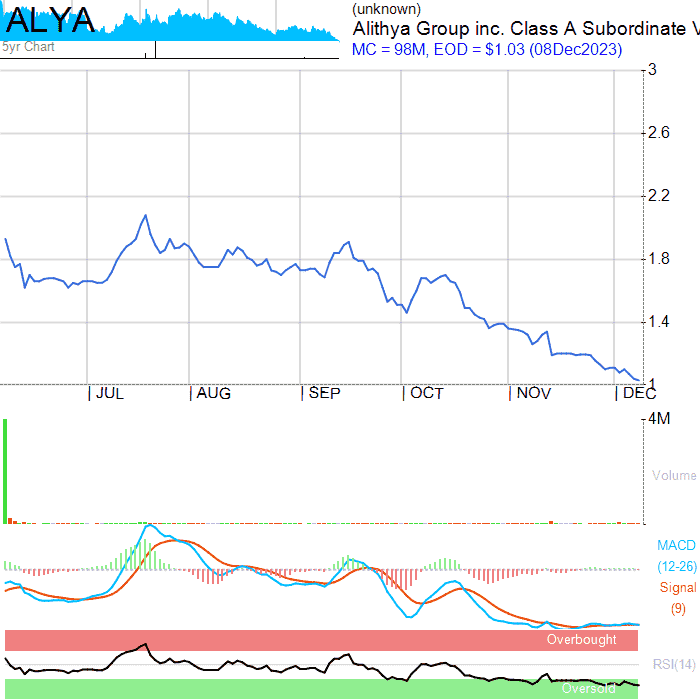 ALYA
5yr Chart
(unknown)
Alithya Group inc. Class A Subordinate V
MC = 98M, EOD = $1.03 (08Dec2023)
3
2.6
2.2
1.8
1.4
1
JUL AUG SEP OCT NOV DEC
4M
Volume
MACD
(12-26)
Signal
(9)
Overbought
RSI(14)
Oversold